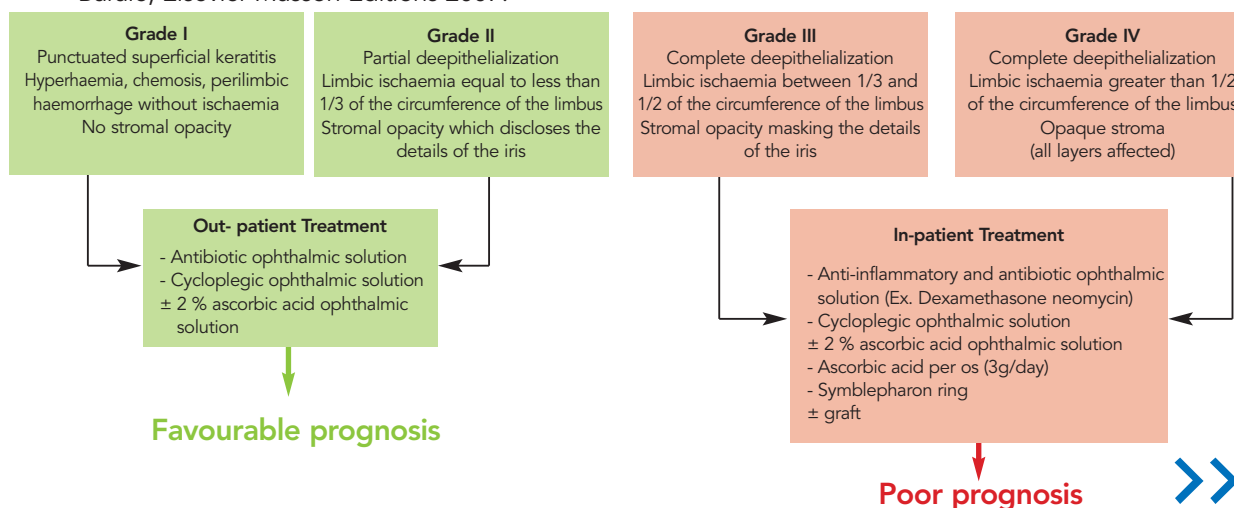 Grade I
Punctuated superficial keratitis
Hyperhaemia, chemosis, perilimbic
haemorrhage without ischaemia
No stromal opacity
Grade II
Partial deepithelialization
Limbic ischaemia equal to less than
1/3 of the circumference of the limbus
Stromal opacity which discloses the
details of the iris
Grade III
Complete deepithelialization
Limbic ischaemia between 1/3 and
1/2 of the circumference of the limbus
Stromal opacity masking the details
of the iris
Grade IV
Complete deepithelialization
Limbic ischaemia greater than 1/2
of the circumference of the limbus
Opaque stroma
(all layers affected)
Out- patient Treatment
- Antibiotic ophthalmic solution
- Cycloplegic ophthalmic solution
± 2 % ascorbic acid ophthalmic
solution
Favourable prognosis
In-patient Treatment
- Anti-inflammatory and antibiotic ophthalmic
solution (Ex. Dexamethasone neomycin)
- Cycloplegic ophthalmic solution
± 2 % ascorbic acid ophthalmic solution
- Ascorbic acid per os (3g/day)
- Symblepharon ring
± graft
Poor prognosis